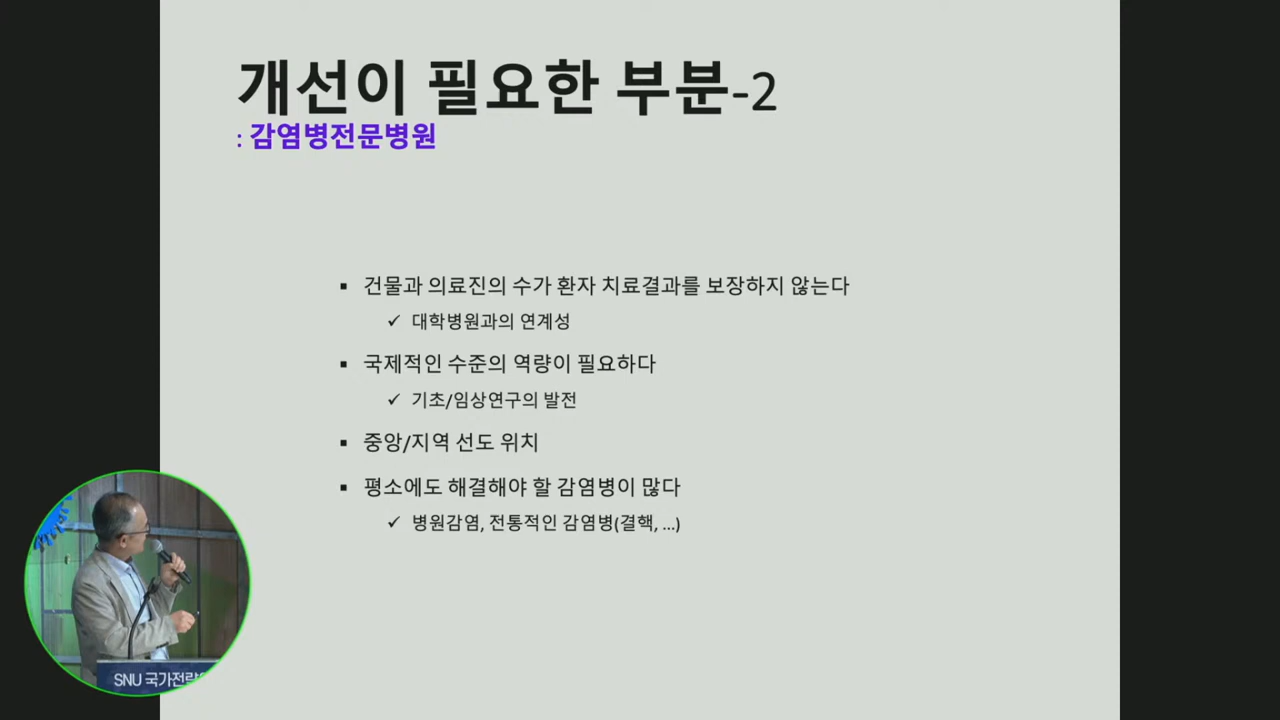 개선이 필요한 부분-2
: 감염병전문병원
▪ 건물과 의료진의 수가 환자 치료결과를 보장하지 않는다
✓ 대학병원과의 연계성
▪ 국제적인 수준의 역량이 필요하다
✓ 기초/임상연구의 발전
▪ 중앙/지역 선도 위치
▪ 평소에도 해결해야 할 감염병이 많다
✓ 병원감염, 전통적인 감염병(결핵, ...)
SNU 국가전략